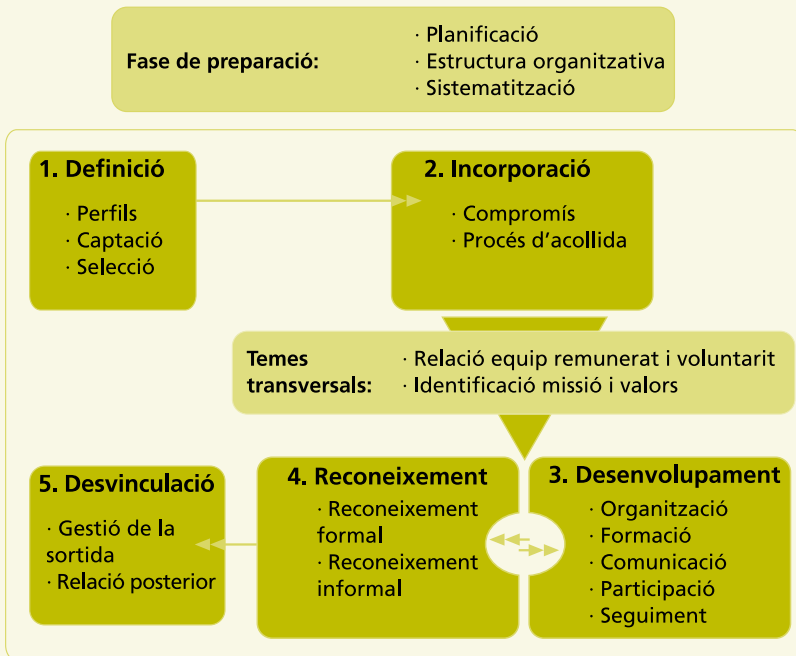 Fase de preparació:
· Planificació
· Estructura organitzativa
· Sistematització
1. Definició
· Perfils
· Captació
· Selecció
2. Incorporació
· Compromís
· Procés d'acollida
Temes
transversals:
· Relació equip remunerat i voluntarit
· Identificació missió i valors
3. Desenvolupament
· Organització
· Formació
· Comunicació
· Participació
· Seguiment
4. Reconeixement
· Reconeixement
formal
· Reconeixement
informal
5. Desvinculació
· Gestió de la
sortida
· Relació posterior